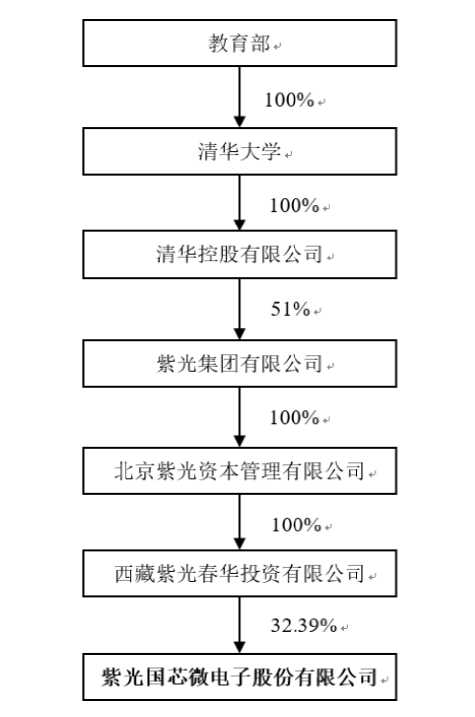 教育部
100%
清华大学
100%
清华控股有限公司
51%
紫光集团有限公司
100%
北京紫光资本管理有限公司
100%
西藏紫光春华投资有限公司
32.39%
紫光国芯微电子股份有限公司